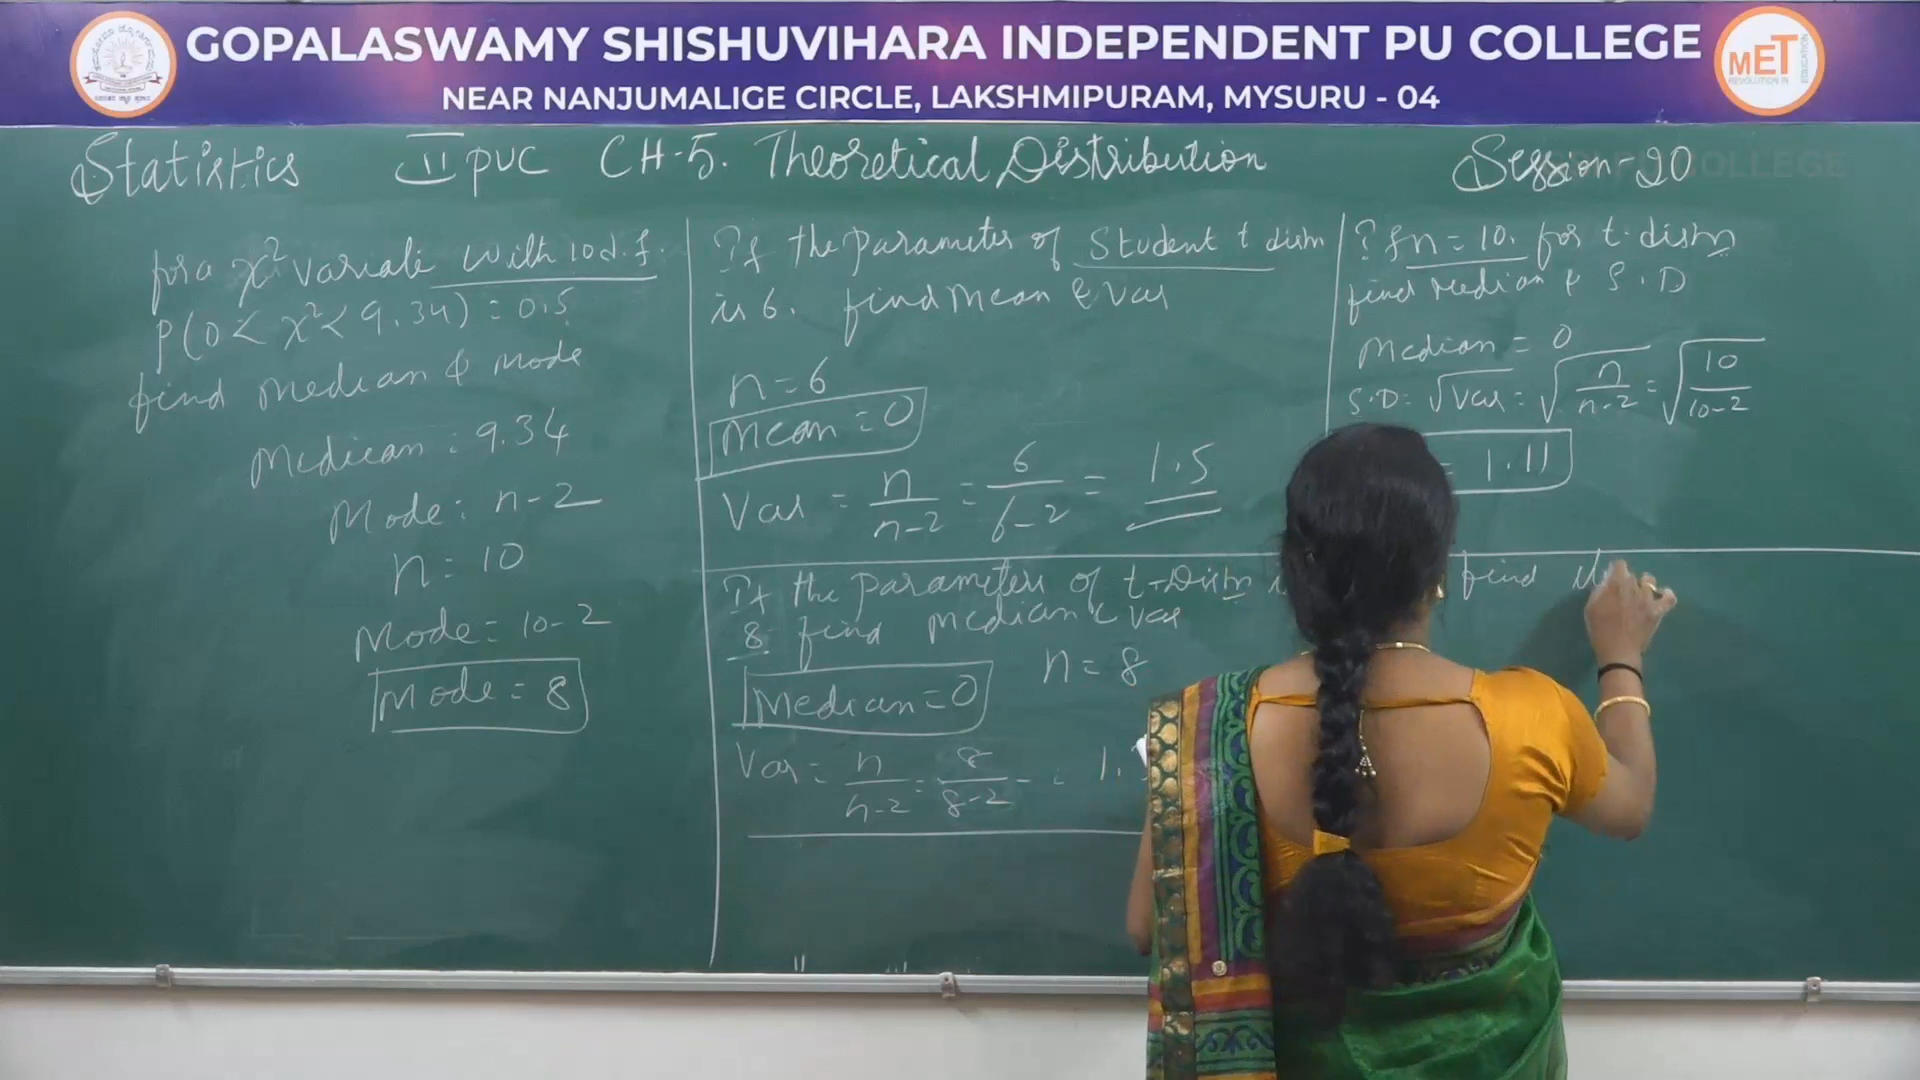 GOPALASWAMY SHISHUVIHARA INDEPENDENT PU COLLEGE
NEAR NANJUMALIGE CIRCLE, LAKSHMIPURAM, MYSURU - 04
MET
Statistics II PUC CH-5. Theoretical Distribution Session-20
for a χ² variate with 10 d.f.
P(0 < χ² < 9.34) = 0.5
find Median & Mode
Median = 9.34
Mode = n-2
n = 10
Mode = 10-2
Mode = 8
If the parameter of Student t distn
is 6. find Mean & Var
n = 6
Mean = 0
Var = n/n-2 = 6/6-2 = 1.5
If the parameters of t-Distn
8 find median & Var
n = 8
Median = 0
Var = n/n-2 = 8/8-2 = 1.
If n = 10. for t-distn
find Median & S.D
Median = 0
S.D = √Var = √n/n-2 = √10/10-2
= 1.11
find